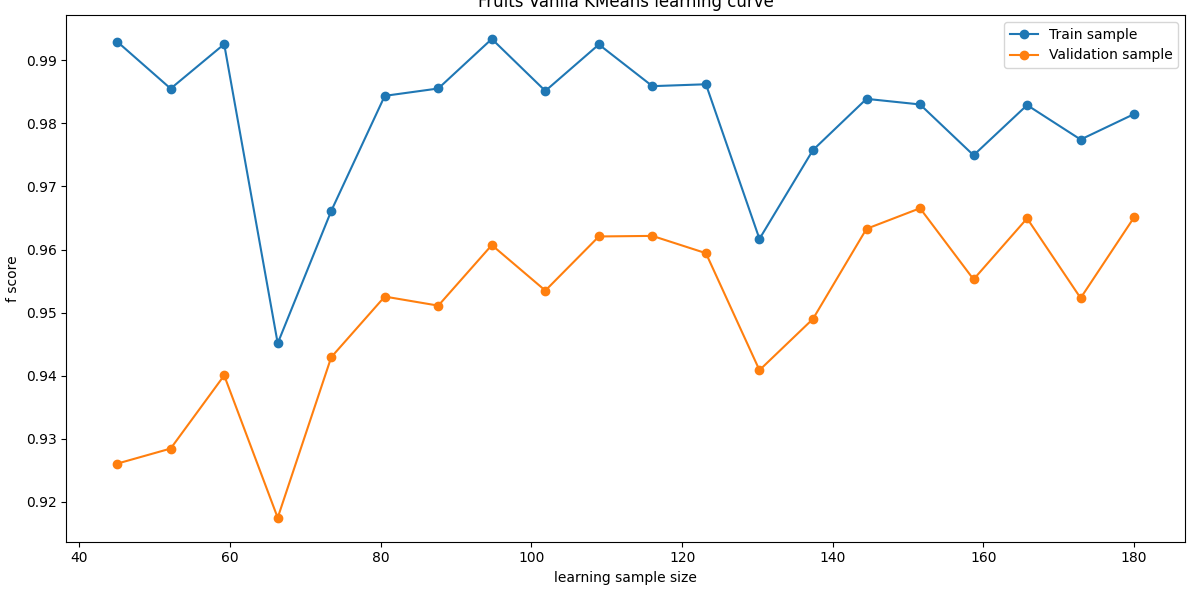 Fruits Vanila KMeans learning curve
Train sample
Validation sample
f score
0.99
0.98
0.97
0.96
0.95
0.94
0.93
0.92
40 60 80 100 120 140 160 180
learning sample size